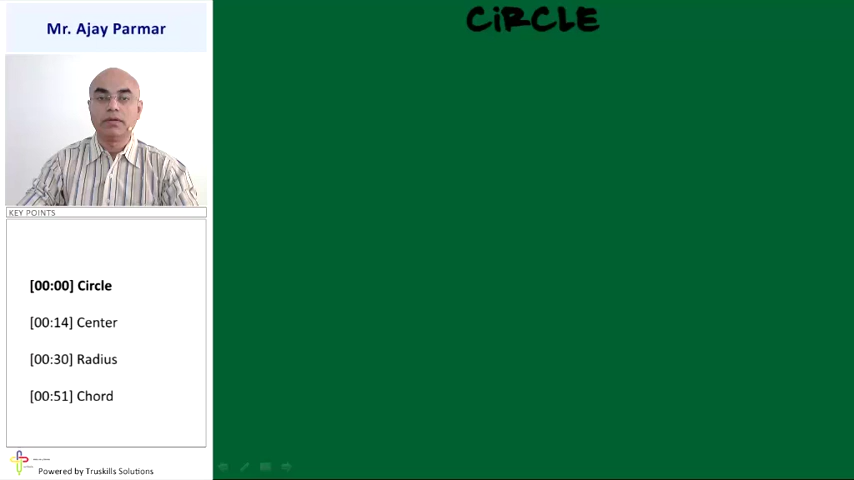 Mr. Ajay Parmar
CiRCLE
KEY POINTS
[00:00] Circle
[00:14] Center
[00:30] Radius
[00:51] Chord
Powered by Truskills Solutions